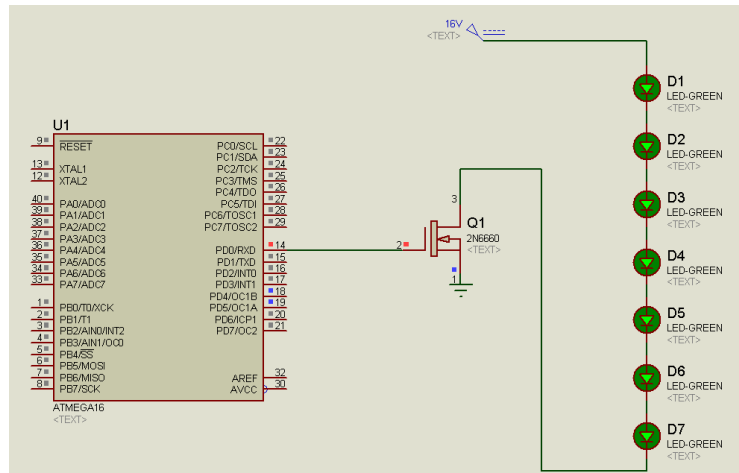 16V
<TEXT>
D1
LED-GREEN
<TEXT>
D2
LED-GREEN
<TEXT>
D3
LED-GREEN
<TEXT>
D4
LED-GREEN
<TEXT>
D5
LED-GREEN
<TEXT>
D6
LED-GREEN
<TEXT>
D7
LED-GREEN
<TEXT>
U1
9 RESET
13 XTAL1
12 XTAL2
40 PA0/ADC0
39 PA1/ADC1
38 PA2/ADC2
37 PA3/ADC3
36 PA4/ADC4
35 PA5/ADC5
34 PA6/ADC6
33 PA7/ADC7
1 PB0/T0/XCK
2 PB1/T1
3 PB2/AIN0/INT2
4 PB3/AIN1/OC0
5 PB4/SS
6 PB5/MOSI
7 PB6/MISO
8 PB7/SCK
PC0/SCL 22
PC1/SDA 23
PC2/TCK 24
PC3/TMS 25
PC4/TDO 26
PC5/TDI 27
PC6/TOSC1 28
PC7/TOSC2 29
PD0/RXD 14
PD1/TXD 15
PD2/INT0 16
PD3/INT1 17
PD4/OC1B 18
PD5/OC1A 19
PD6/ICP1 20
PD7/OC2 21
AREF 32
AVCC 30
ATMEGA16
<TEXT>
3
2
1
Q1
2N6660
<TEXT>